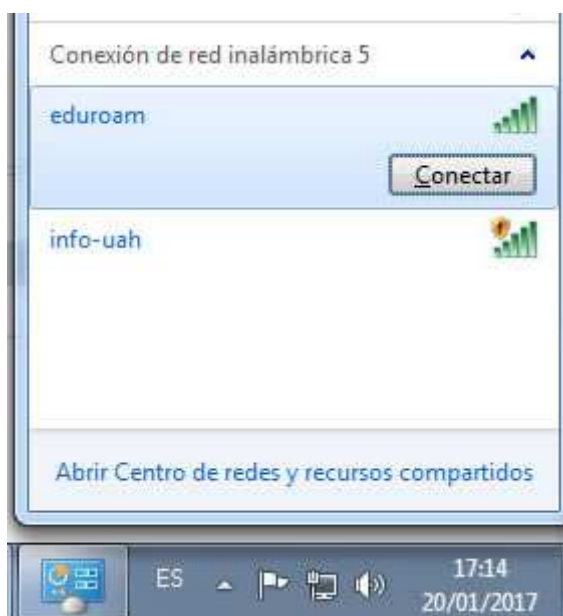 Conexión de red inalámbrica 5
eduroam
Conectar
info-uah
Abrir Centro de redes y recursos compartidos
ES
17:14
20/01/2017